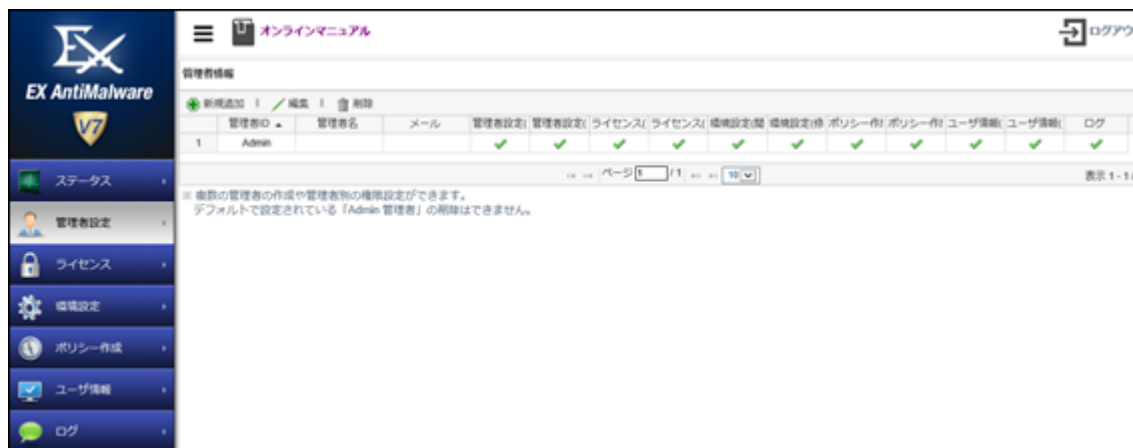 EX
EX AntiMalware
V7
オンラインマニュアル
ログアウ
管理者情報
新規追加 | 編集 | 削除
管理者ID 管理者名 メール 管理者設定( 管理者設定( ライセンス( ライセンス( 環境設定(閲 環境設定(修 ポリシー作 ポリシー作 ユーザ情報( ユーザ情報( ログ
1 Admin
ページ 1 / 1 10
表示 1 - 1
※ 複数の管理者の作成や管理者別の権限設定ができます。
デフォルトで設定されている「Admin 管理者」の削除はできません。
ステータス
管理者設定
ライセンス
環境設定
ポリシー作成
ユーザ情報
ログ